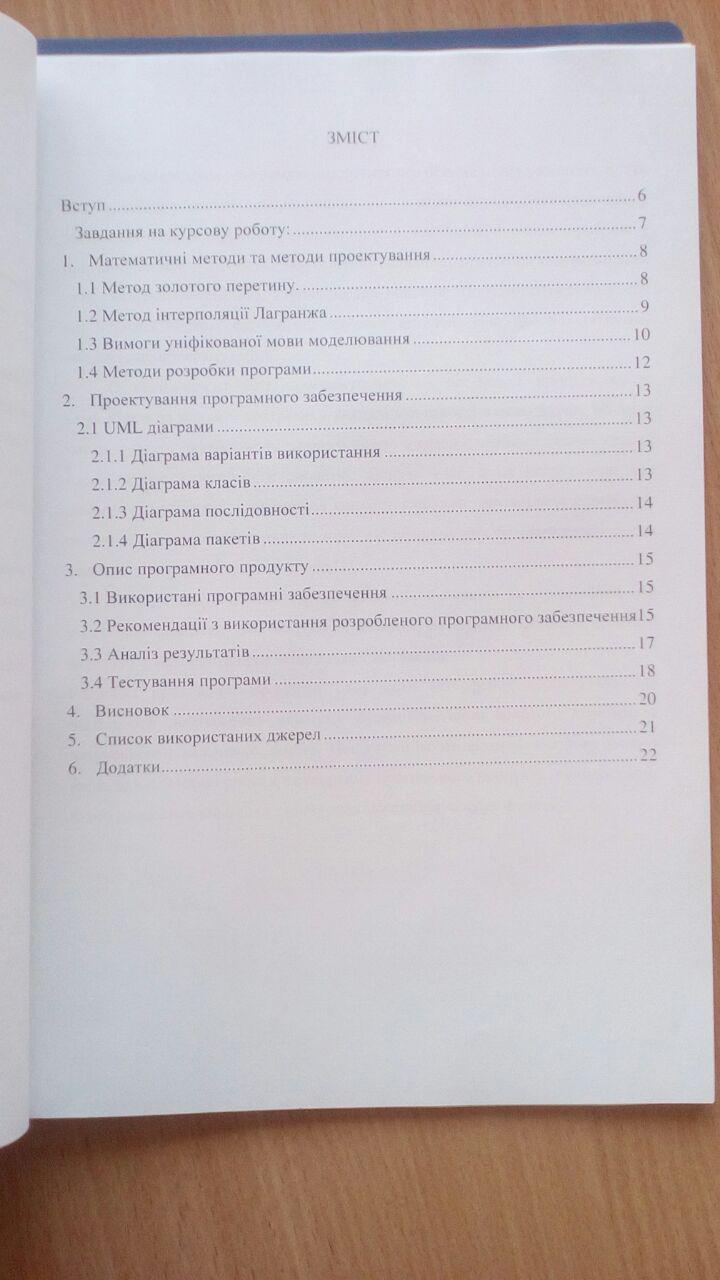 ЗМІСТ
Вступ 6
Завдання на курсову роботу: 7
1. Математичні методи та методи проектування 8
1.1 Метод золотого перетину. 8
1.2 Метод інтерполяції Лагранжа 9
1.3 Вимоги уніфікованої мови моделювання 10
1.4 Методи розробки програми 12
2. Проектування програмного забезпечення 13
2.1 UML діаграми 13
2.1.1 Діаграма варіантів використання 13
2.1.2 Діаграма класів 13
2.1.3 Діаграма послідовності 14
2.1.4 Діаграма пакетів 14
3. Опис програмного продукту 15
3.1 Використані програмні забезпечення 15
3.2 Рекомендації з використання розробленого програмного забезпечення15
3.3 Аналіз результатів 17
3.4 Тестування програми 18
4. Висновок 20
5. Список використаних джерел 21
6. Додатки 22